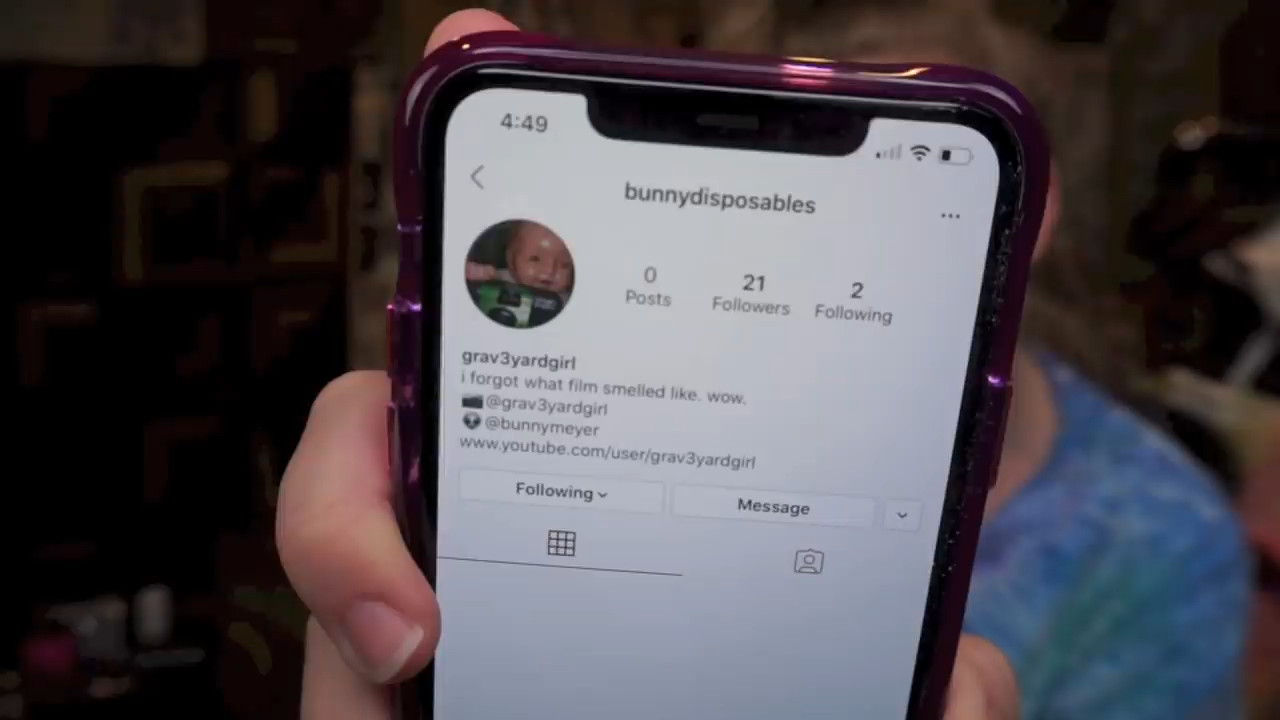 4:49
bunnydisposables
0 21 2
Posts Followers Following
grav3yardgirl
i forgot what film smelled like. wow.
📷@grav3yardgirl
👽@bunnymeyer
www.youtube.com/user/grav3yardgirl
Following Message